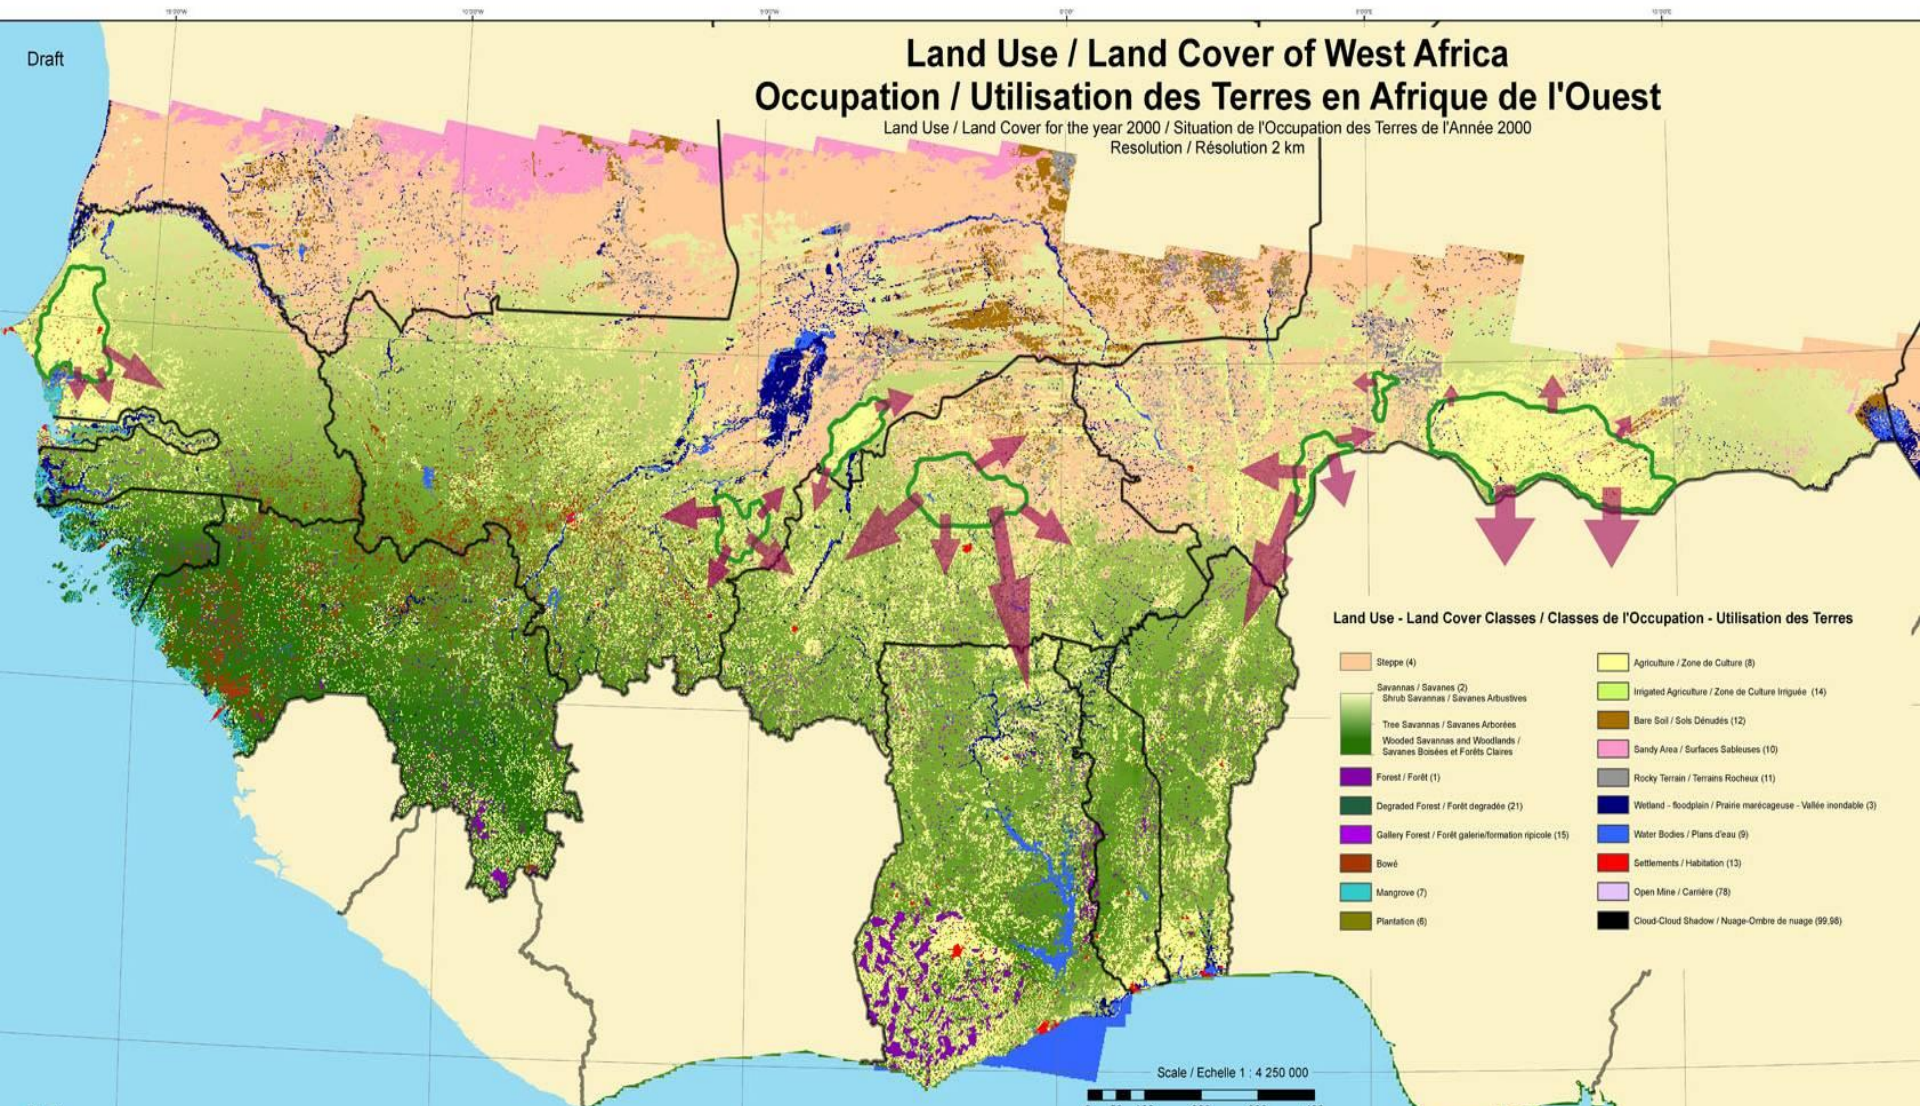 Draft
Land Use / Land Cover of West Africa
Occupation / Utilisation des Terres en Afrique de l'Ouest
Land Use / Land Cover for the year 2000 / Situation de l'Occupation des Terres de l'Année 2000
Resolution / Résolution 2 km
Land Use - Land Cover Classes / Classes de l'Occupation - Utilisation des Terres
Steppe (4)
Savannas / Savanes (2)
Shrub Savannas / Savanes Arbustives
Tree Savannas / Savanes Arborées
Wooded Savannas and Woodlands /
Savanes Boisées et Forêts Claires
Forest / Forêt (1)
Degraded Forest / Forêt degradée (21)
Gallery Forest / Forêt galerie/formation ripicole (15)
Bowé
Mangrove (7)
Plantation (6)
Agriculture / Zone de Culture (8)
Irrigated Agriculture / Zone de Culture Irriguée (14)
Bare Soil / Sols Dénudés (12)
Sandy Area / Surfaces Sableuses (10)
Rocky Terrain / Terrains Rocheux (11)
Wetland - floodplain / Prairie marécageuse - Vallée inondable (3)
Water Bodies / Plans d'eau (9)
Settlements / Habitation (13)
Open Mine / Carrière (78)
Cloud-Cloud Shadow / Nuage-Ombre de nuage (99,98)
Scale / Echelle 1 : 4 250 000